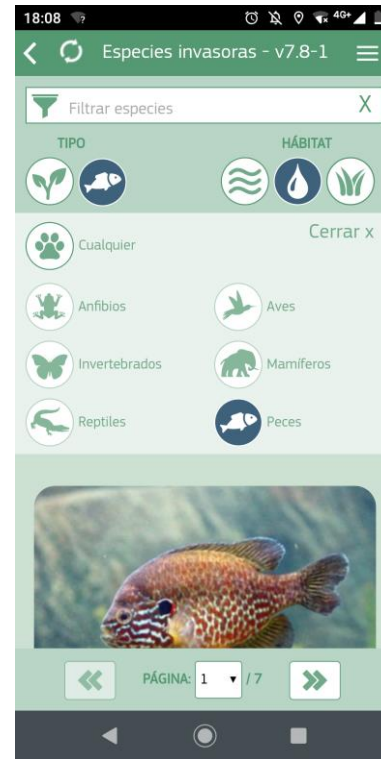 18:08 4G+
Especies invasoras - v7.8-1
Filtrar especies X
TIPO HÁBITAT
Cualquier Cerrar x
Anfibios Aves
Invertebrados Mamíferos
Reptiles Peces
PÁGINA: 1 / 7